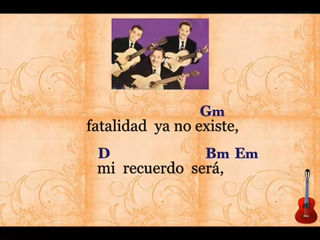 Gm
fatalidad ya no existe,
D Bm Em
mi recuerdo será,